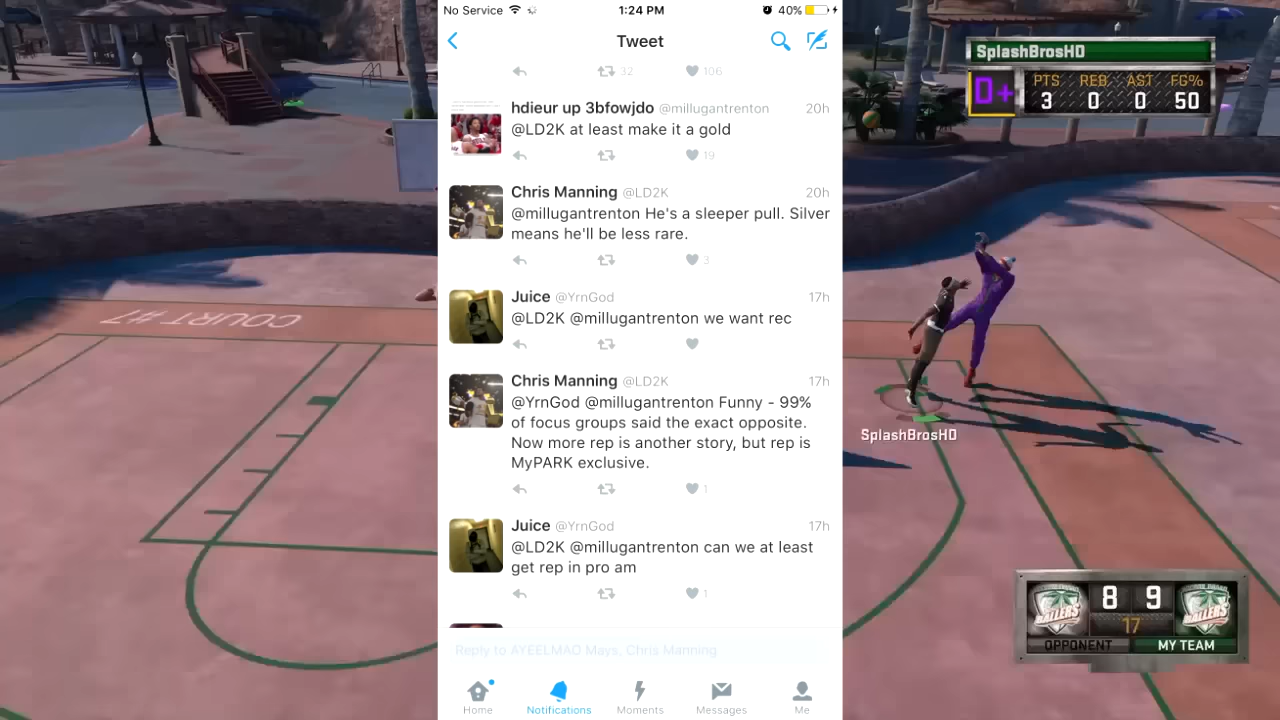 No Service 1:24 PM 40%
Tweet
32 106
hdieur up 3bfowjdo @millugantrenton 20h
@LD2K at least make it a gold
19
Chris Manning @LD2K 20h
@millugantrenton He's a sleeper pull. Silver
means he'll be less rare.
3
Juice @YrnGod 17h
@LD2K @millugantrenton we want rec
Chris Manning @LD2K 17h
@YrnGod @millugantrenton Funny - 99%
of focus groups said the exact opposite.
Now more rep is another story, but rep is
MyPARK exclusive.
1
Juice @YrnGod 17h
@LD2K @millugantrenton can we at least
get rep in pro am
1
Reply to AYEELMAO Mays, Chris Manning
Home Notifications Moments Messages Me
COURT #7
SplashBrosHD
0+ PTS REB AST FG%
3 0 0 50
SplashBrosHD
BALLERS 8 9 BALLERS
17
OPPONENT MY TEAM